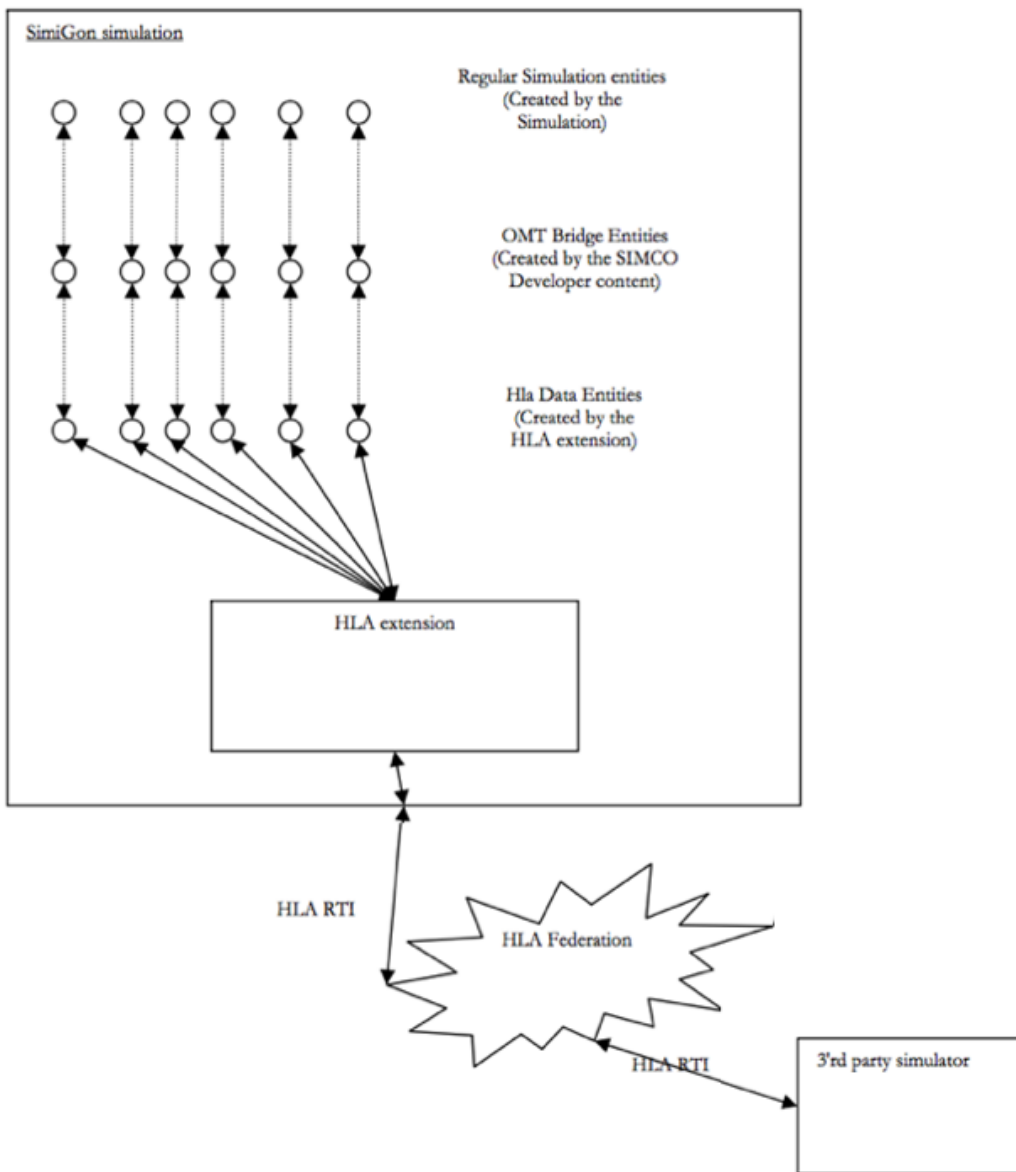 SimiGon simulation
Regular Simulation entities
(Created by the
Simulation)
OMT Bridge Entities
(Created by the SIMCO
Developer content)
Hla Data Entities
(Created by the
HLA extension)
HLA extension
HLA RTI
HLA Federation
HLA RTI
3'rd party simulator